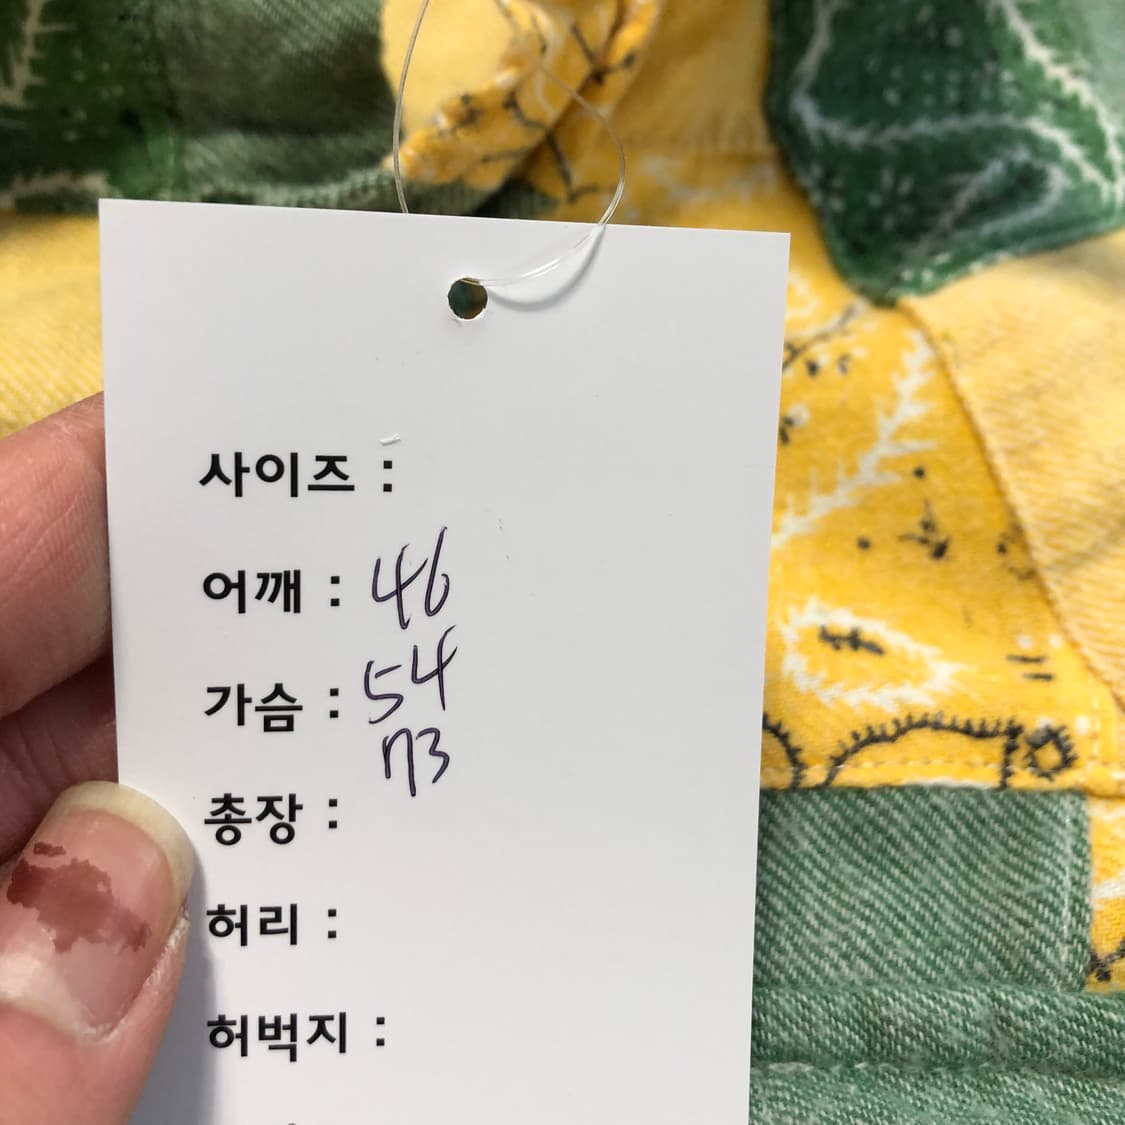 사이즈 :
어깨 : 46
가슴 : 54
73
총장 :
허리 :
허벅지 :